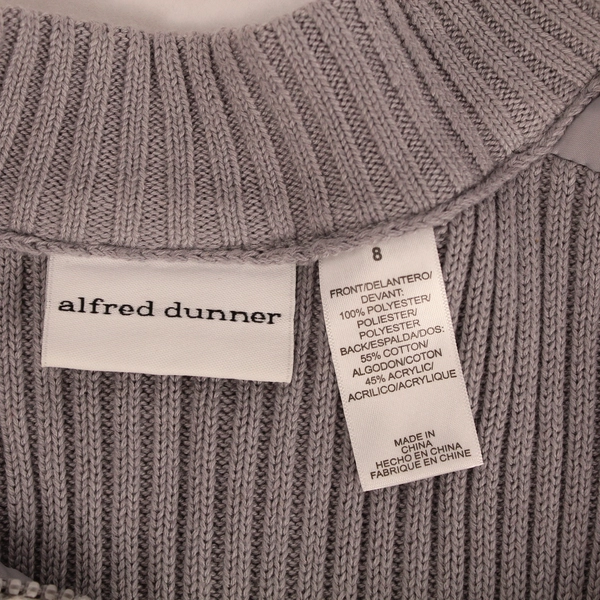 alfred dunner
8
FRONT/DELANTERO/
DEVANT:
100% POLYESTER/
POLIESTER/
POLYESTER
BACK/ESPALDA/DOS:
55% COTTON/
ALGODON/COTON
45% ACRYLIC/
ACRILICO/ACRYLIQUE
MADE IN
CHINA
HECHO EN CHINA
FABRIQUE EN CHINE